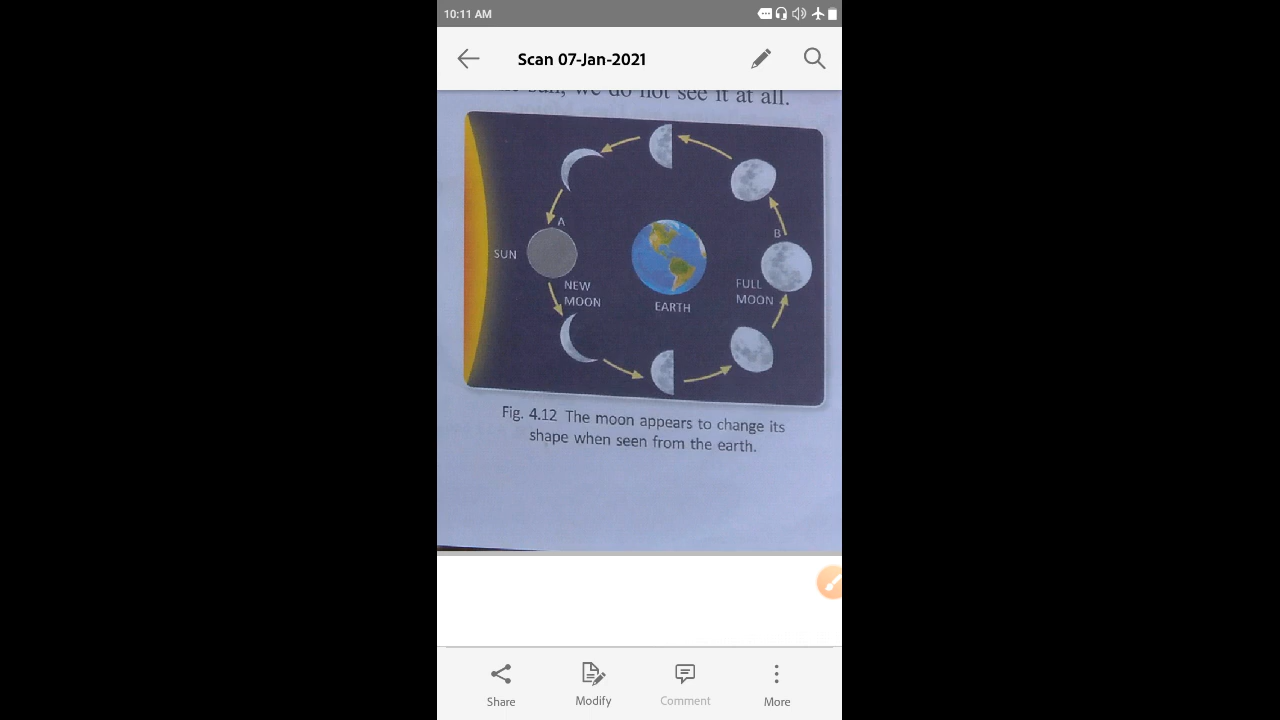 10:11 AM
Scan 07-Jan-2021
sun, we do not see it at all.
A
SUN
NEW
MOON
EARTH
B
FULL
MOON
Fig. 4.12 The moon appears to change its
shape when seen from the earth.
Share
Modify
Comment
More